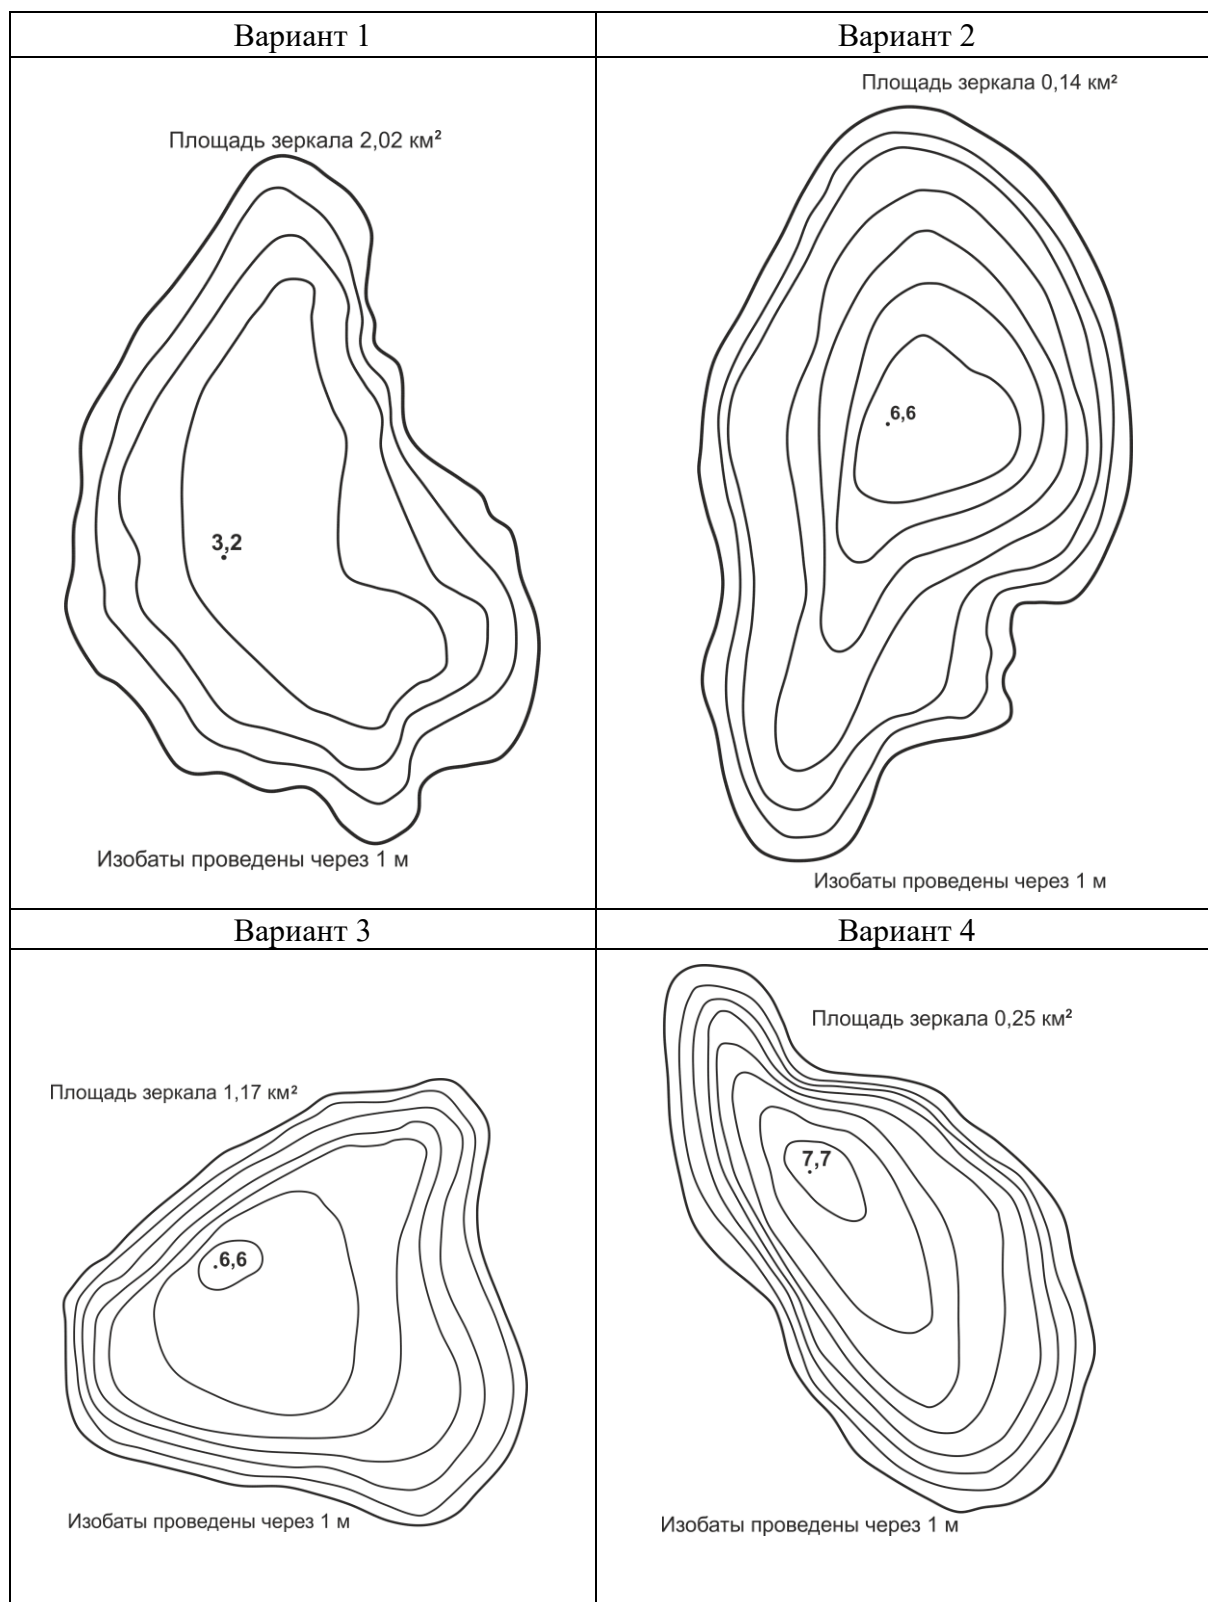 Вариант 1
Вариант 2
Площадь зеркала 2,02 км²
3,2
Изобаты проведены через 1 м
Площадь зеркала 0,14 км²
6,6
Изобаты проведены через 1 м
Вариант 3
Вариант 4
Площадь зеркала 1,17 км²
6,6
Изобаты проведены через 1 м
Площадь зеркала 0,25 км²
7,7
Изобаты проведены через 1 м